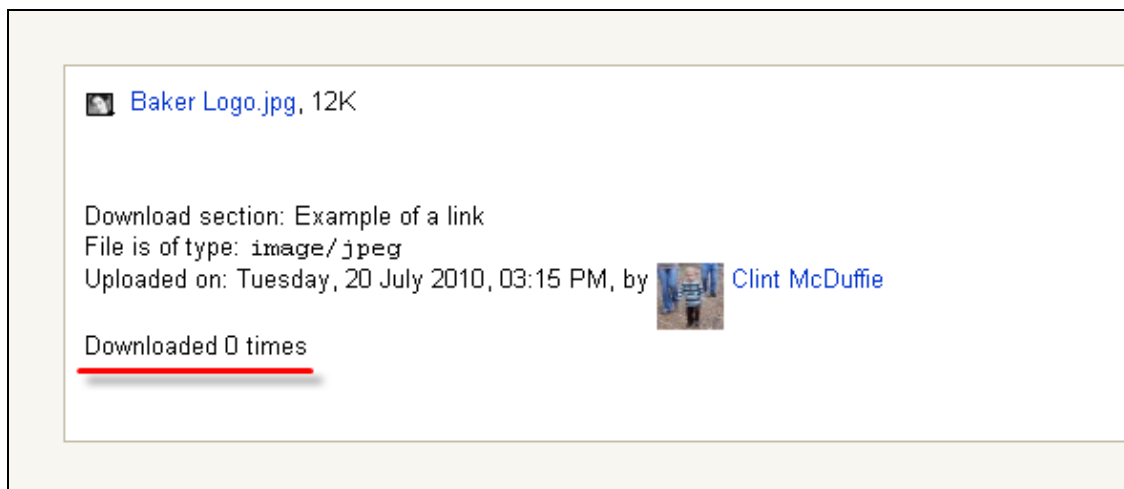 Baker Logo.jpg, 12K
Download section: Example of a link
File is of type: image/jpeg
Uploaded on: Tuesday, 20 July 2010, 03:15 PM, by Clint McDuffie
Downloaded 0 times